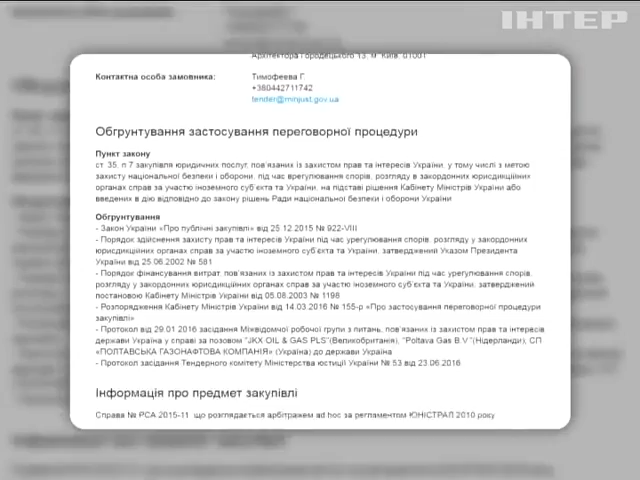 ІНТЕР
Архітектора Городецького 13, м. Київ, 01001
Контактна особа замовника:
Тимофеева Г.
+380442711742
tender@minjust.gov.ua
Обґрунтування застосування переговорної процедури
Пункт закону
ст. 35, п 7 закупівля юридичних послуг, пов'язаних із захистом прав та інтересів України, у тому числі з метою
захисту національної безпеки і оборони, під час врегулювання спорів, розгляду в закордонних юрисдикційних
органах справ за участю іноземного суб'єкта та України, на підставі рішення Кабінету Міністрів України або
введених в дію відповідно до закону рішень Ради національної безпеки і оборони України
Обґрунтування
- Закон України «Про публічні закупівлі» від 25.12.2015 № 922-VIII
- Порядок здійснення захисту прав та інтересів України під час урегулювання спорів, розгляду у закордонних
юрисдикційних органах справ за участю іноземного суб'єкта та України, затверджений Указом Президента
України від 25.06.2002 № 581
- Порядок фінансування витрат, пов'язаних із захистом прав та інтересів України під час урегулювання спорів,
розгляду у закордонних юрисдикційних органах справ за участю іноземного суб'єкта та України, затверджений
постановою Кабінету Міністрів України від 05.08.2003 № 1198
- Розпорядження Кабінету Міністрів України від 14.03.2016 № 155-р «Про застосування переговорної процедури
закупівлі»
- Протокол від 29.01.2016 засідання Міжвідомчої робочої групи з питань, пов'язаних із захистом прав та інтересів
держави Україна у справі за позовом "JKX OIL & GAS PLS"(Великобританія), "Poltava Gas B.V."(Нідерланди), СП
«ПОЛТАВСЬКА ГАЗОНАФТОВА КОМПАНІЯ» (Україна) до держави Україна
- Протокол засідання Тендерного комітету Міністерства юстиції України № 53 від 23.06.2016
Інформація про предмет закупівлі
Справа № PCA 2015-11 що розглядається арбітражем ad hoc за регламентом ЮНІСТРАЛ 2010 року